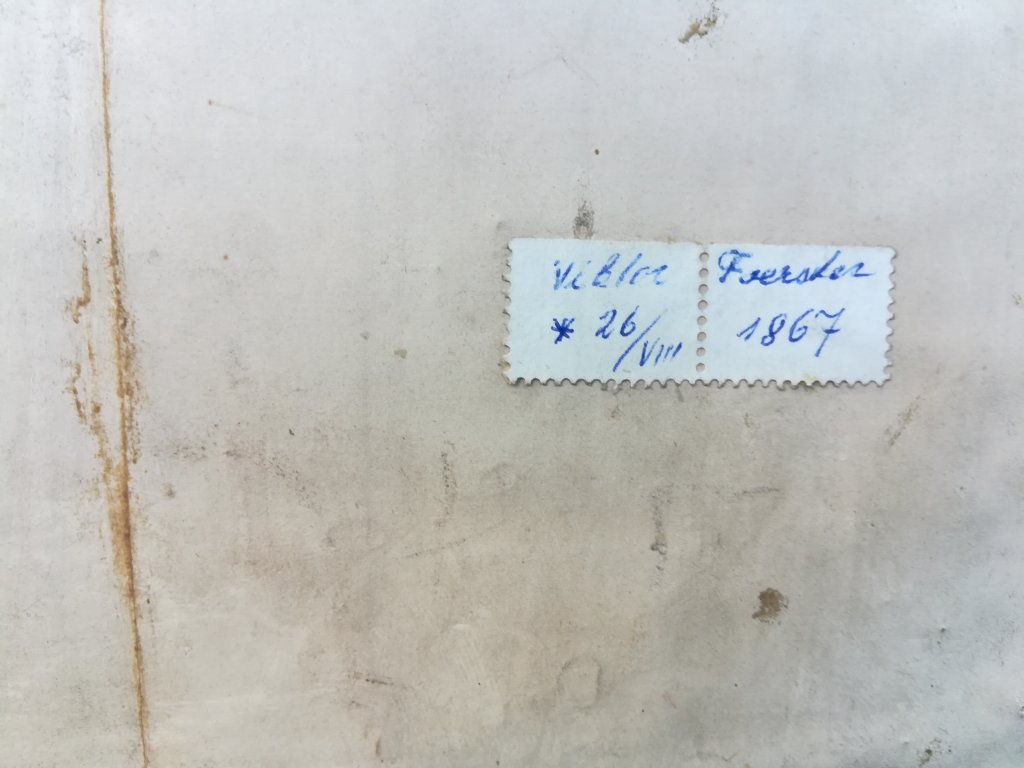 Viktor Foerster
* 26/VIII 1867